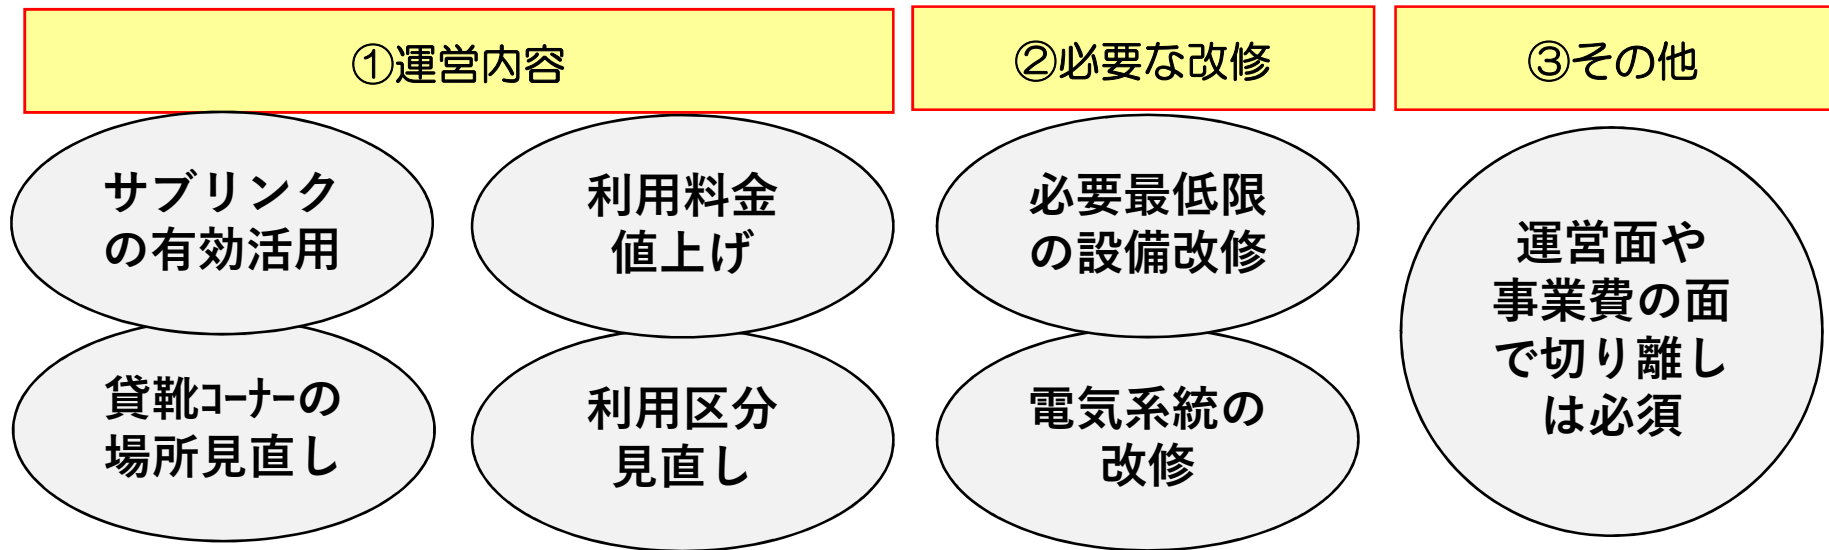 ①運営内容
サブリンク
の有効活用
利用料金
値上げ
貸靴ｺｰﾅｰの
場所見直し
利用区分
見直し
②必要な改修
必要最低限
の設備改修
電気系統の
改修
③その他
運営面や
事業費の面
で切り離し
は必須